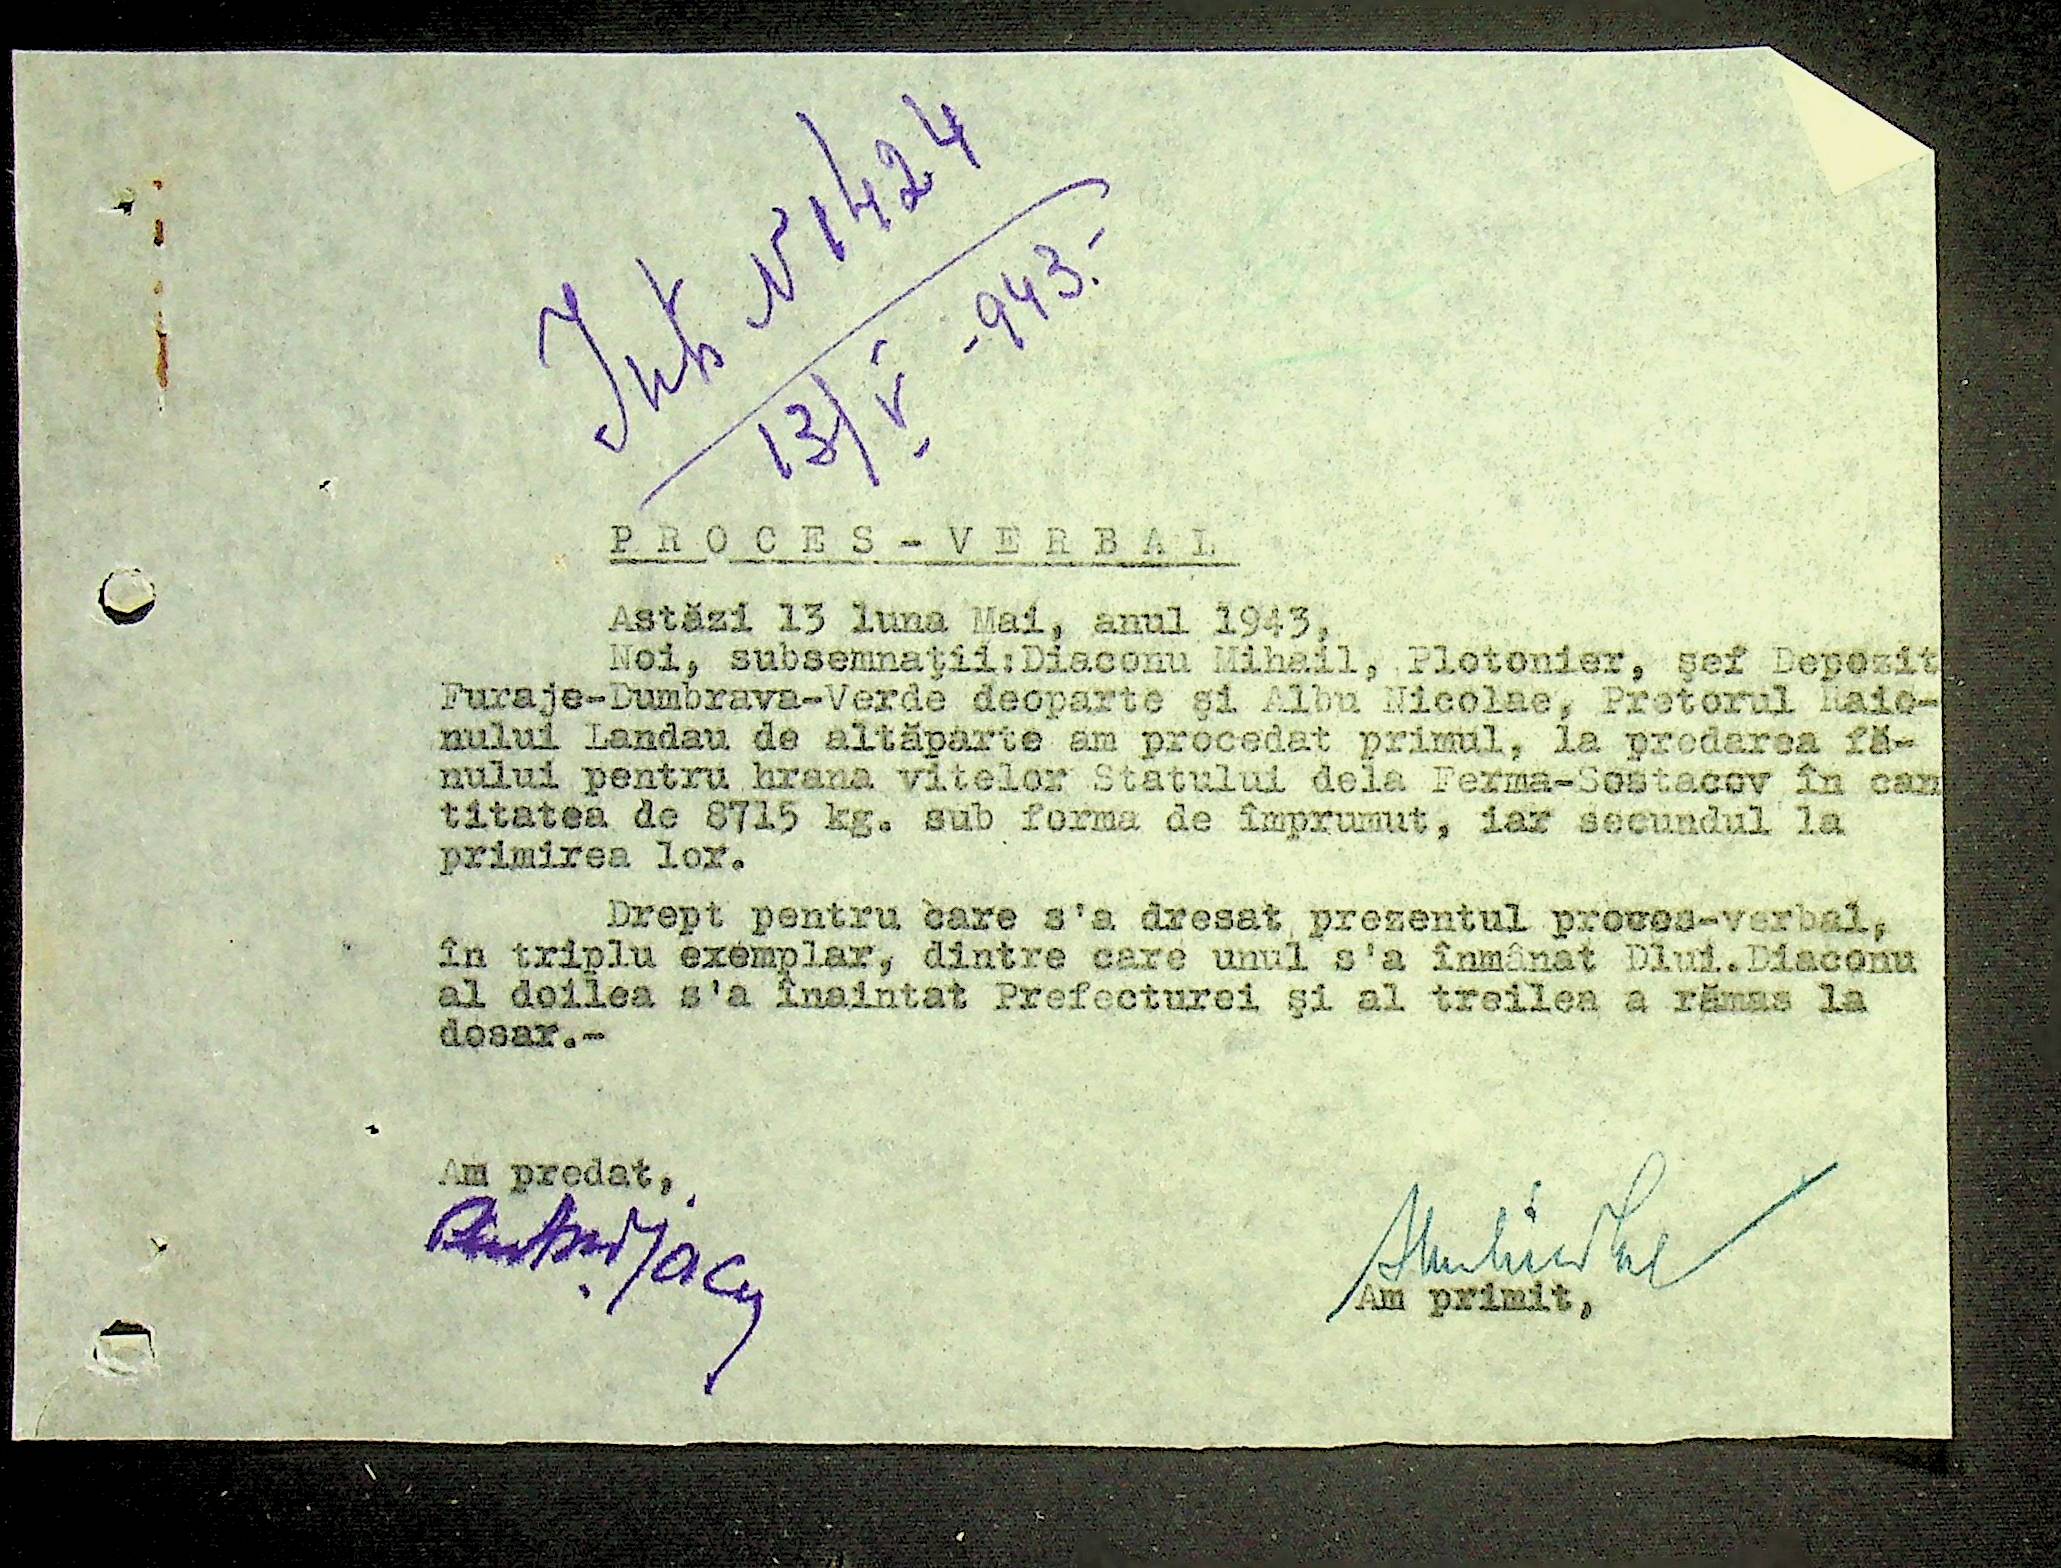 Int. № 1424
13/V -943.-
PROCES-VERBAL
Astăzi 13 luna Mai, anul 1943,
Noi, subsemnaţii:Diaconu Mihail, Plotonier, şef Depozit
Furaje-Dumbrava-Verde deoparte şi Albu Nicolae, Pretorul Raio-
nului Landau de altăparte am procedat primul, la predarea fâ-
nului pentru hrana vitelor Statului dela Ferma-Sostacov în can
titatea de 8715 kg. sub forma de împrumut, iar secundul la
primirea lor.
Drept pentru care s'a dresat prezentul proces-verbal,
în triplu exemplar, dintre care unul s'a înmânat Dlui.Diaconu
al doilea s'a înaintat Prefecturei şi al treilea a rămas la
dosar.-
Am predat,
Am primit,